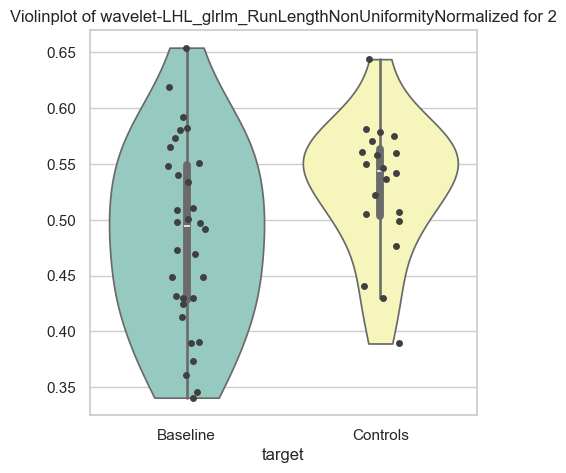 Violinplot of wavelet-LHL_glrlm_RunLengthNonUniformityNormalized for 2
0.65
0.60
0.55
0.50
0.45
0.40
0.35
Baseline
Controls
target